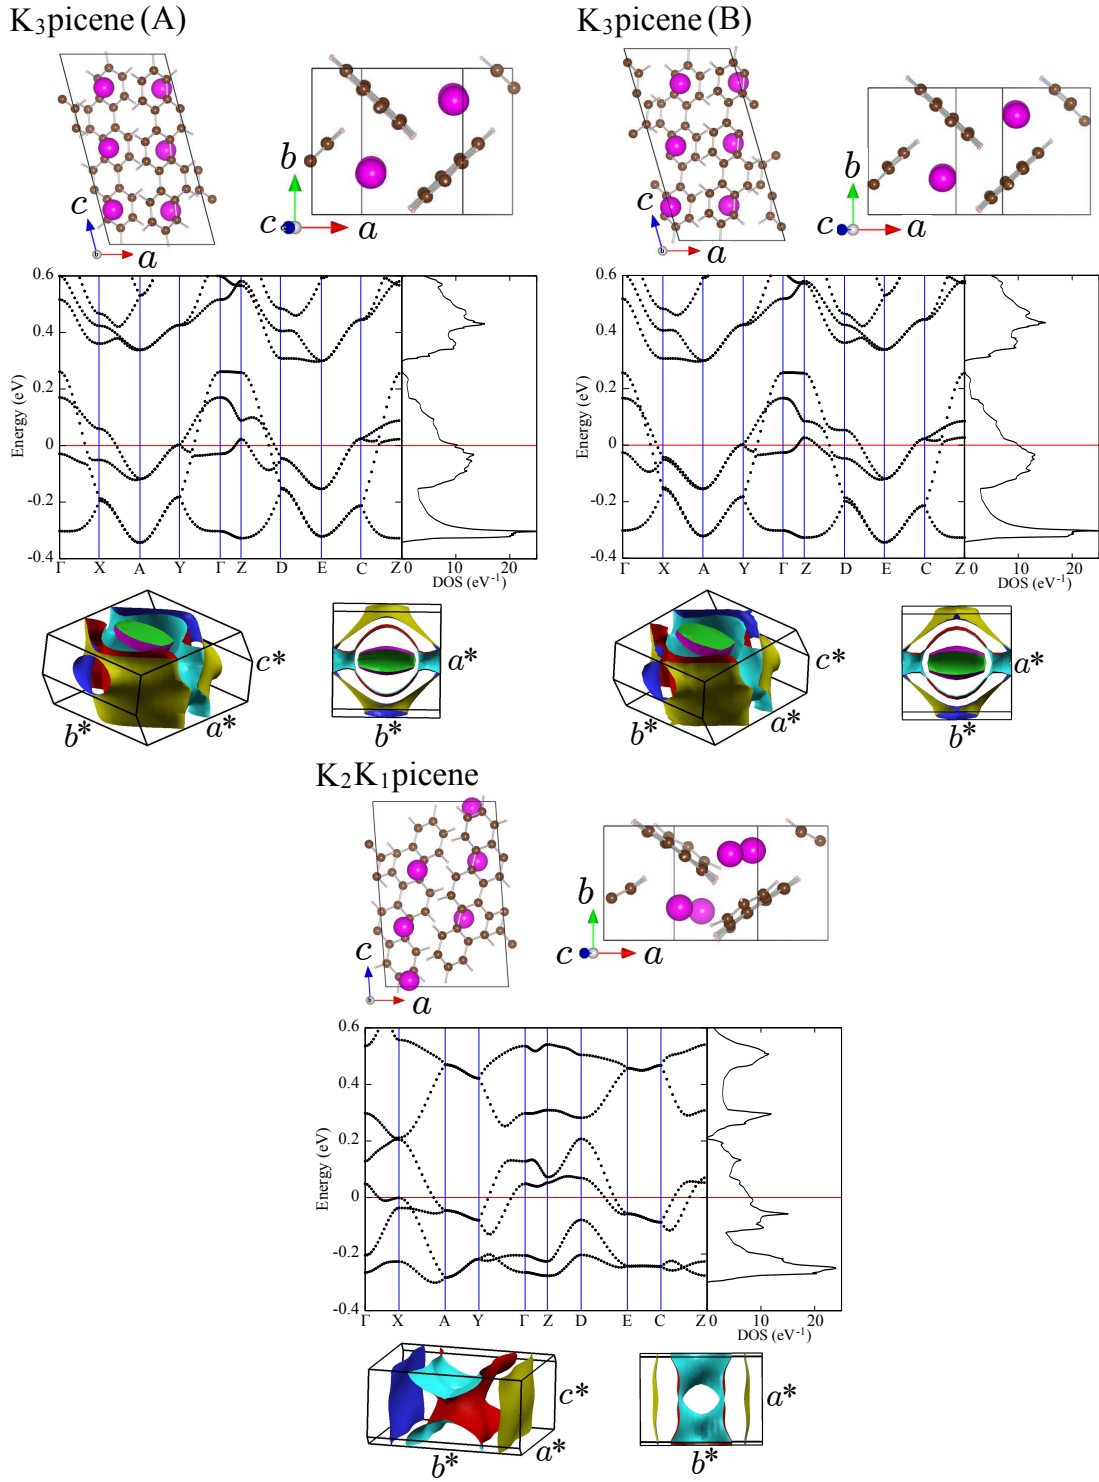 K₃picene (A)
K₃picene (B)
c
a
b
b
c
a
c
a
b
b
c
a
0.6
0.4
0.2
0
-0.2
-0.4
Energy (eV)
Γ X A Y Γ Z D E C Z
0 10 20
DOS (eV⁻¹)
0.6
0.4
0.2
0
-0.2
-0.4
Energy (eV)
Γ X A Y Γ Z D E C Z
0 10 20
DOS (eV⁻¹)
c*
a*
b*
a*
b*
c*
a*
b*
a*
b*
K₂K₁picene
c
a
b
b
c
a
0.6
0.4
0.2
0
-0.2
-0.4
Energy (eV)
Γ X A Y Γ Z D E C Z
0 10 20
DOS (eV⁻¹)
c*
a*
b*
a*
b*